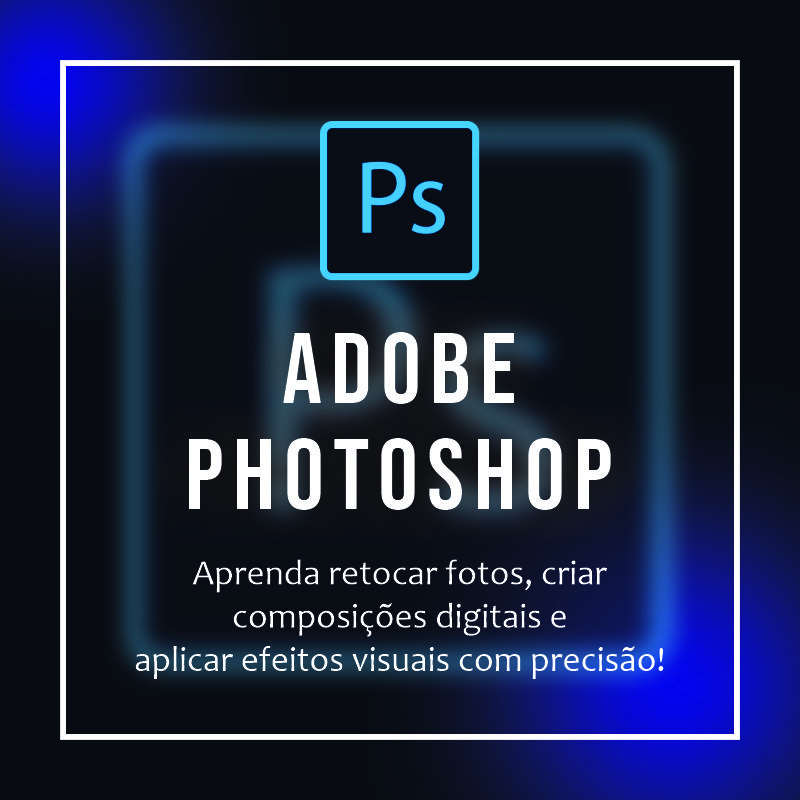 Ps
ADOBE
PHOTOSHOP
Aprenda retocar fotos, criar
composições digitais e
aplicar efeitos visuais com precisão!